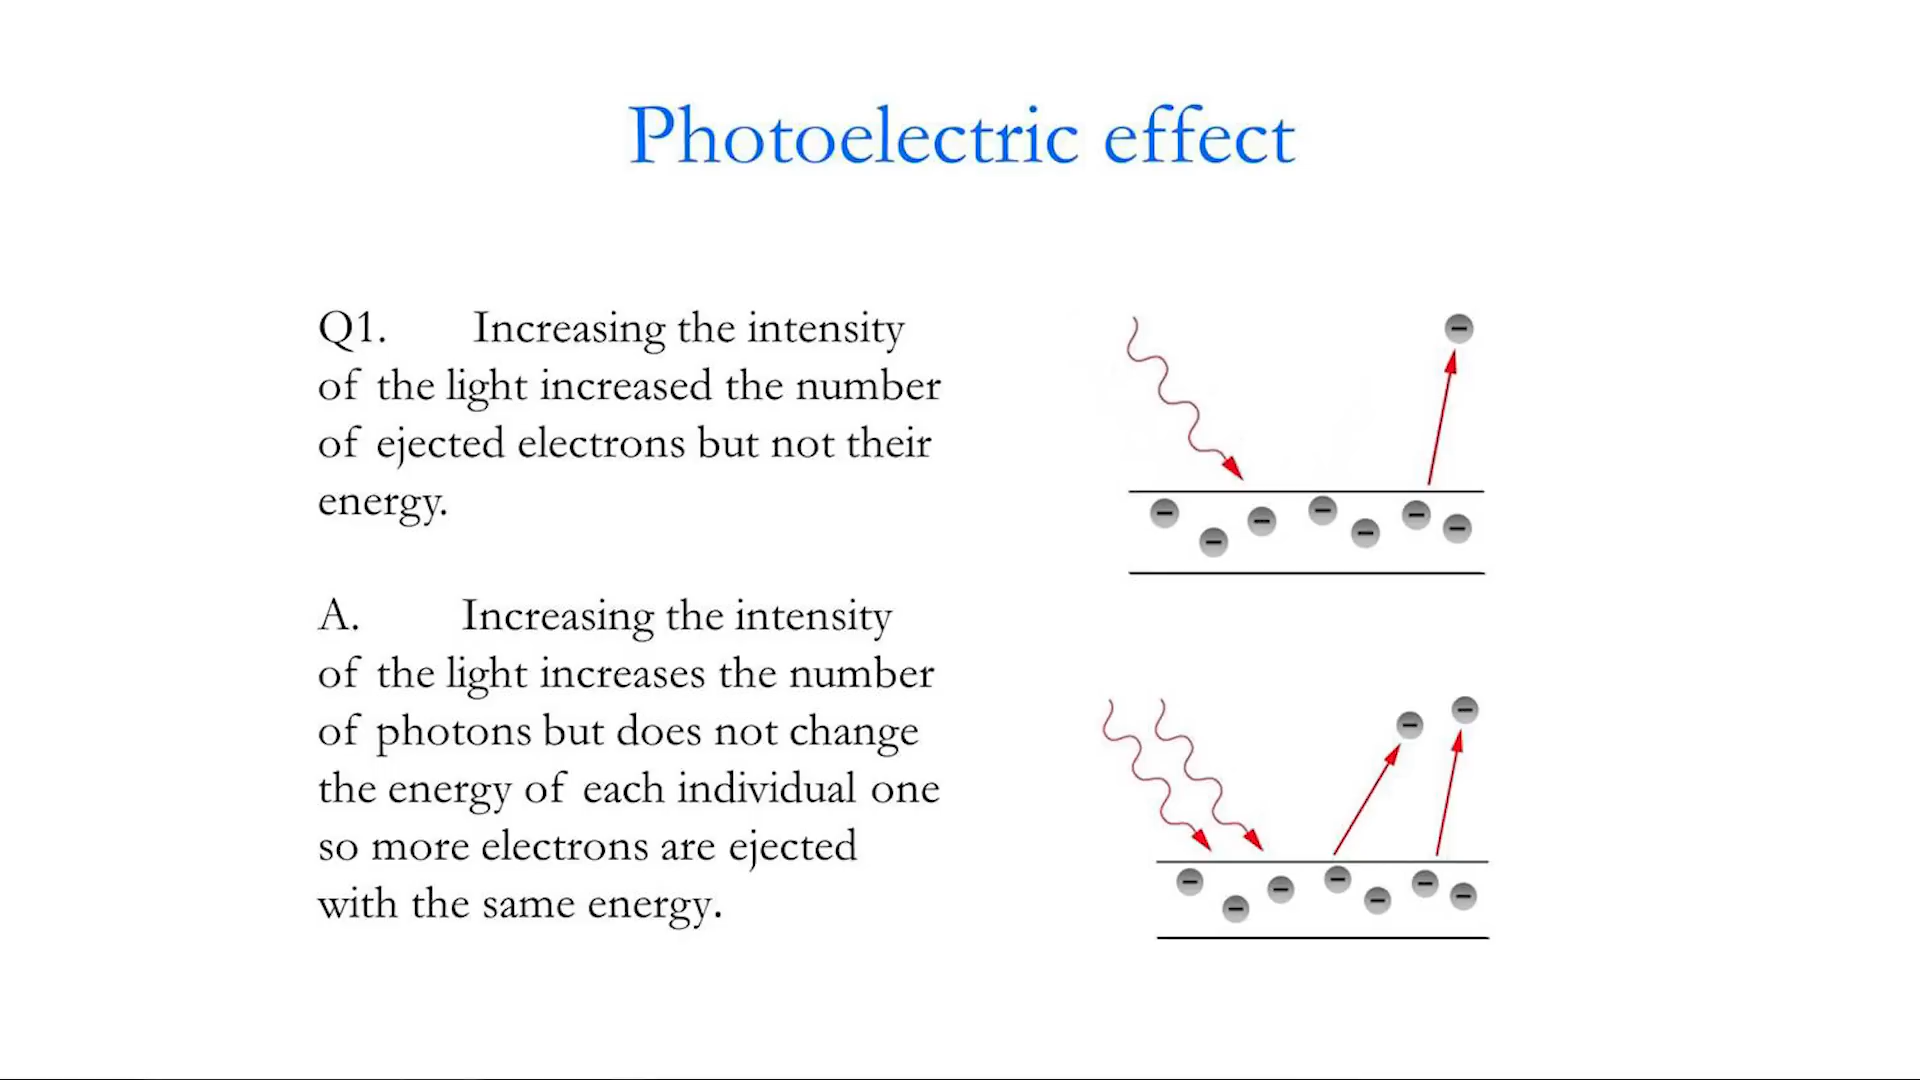 Photoelectric effect
Q1. Increasing the intensity
of the light increased the number
of ejected electrons but not their
energy.
A. Increasing the intensity
of the light increases the number
of photons but does not change
the energy of each individual one
so more electrons are ejected
with the same energy.